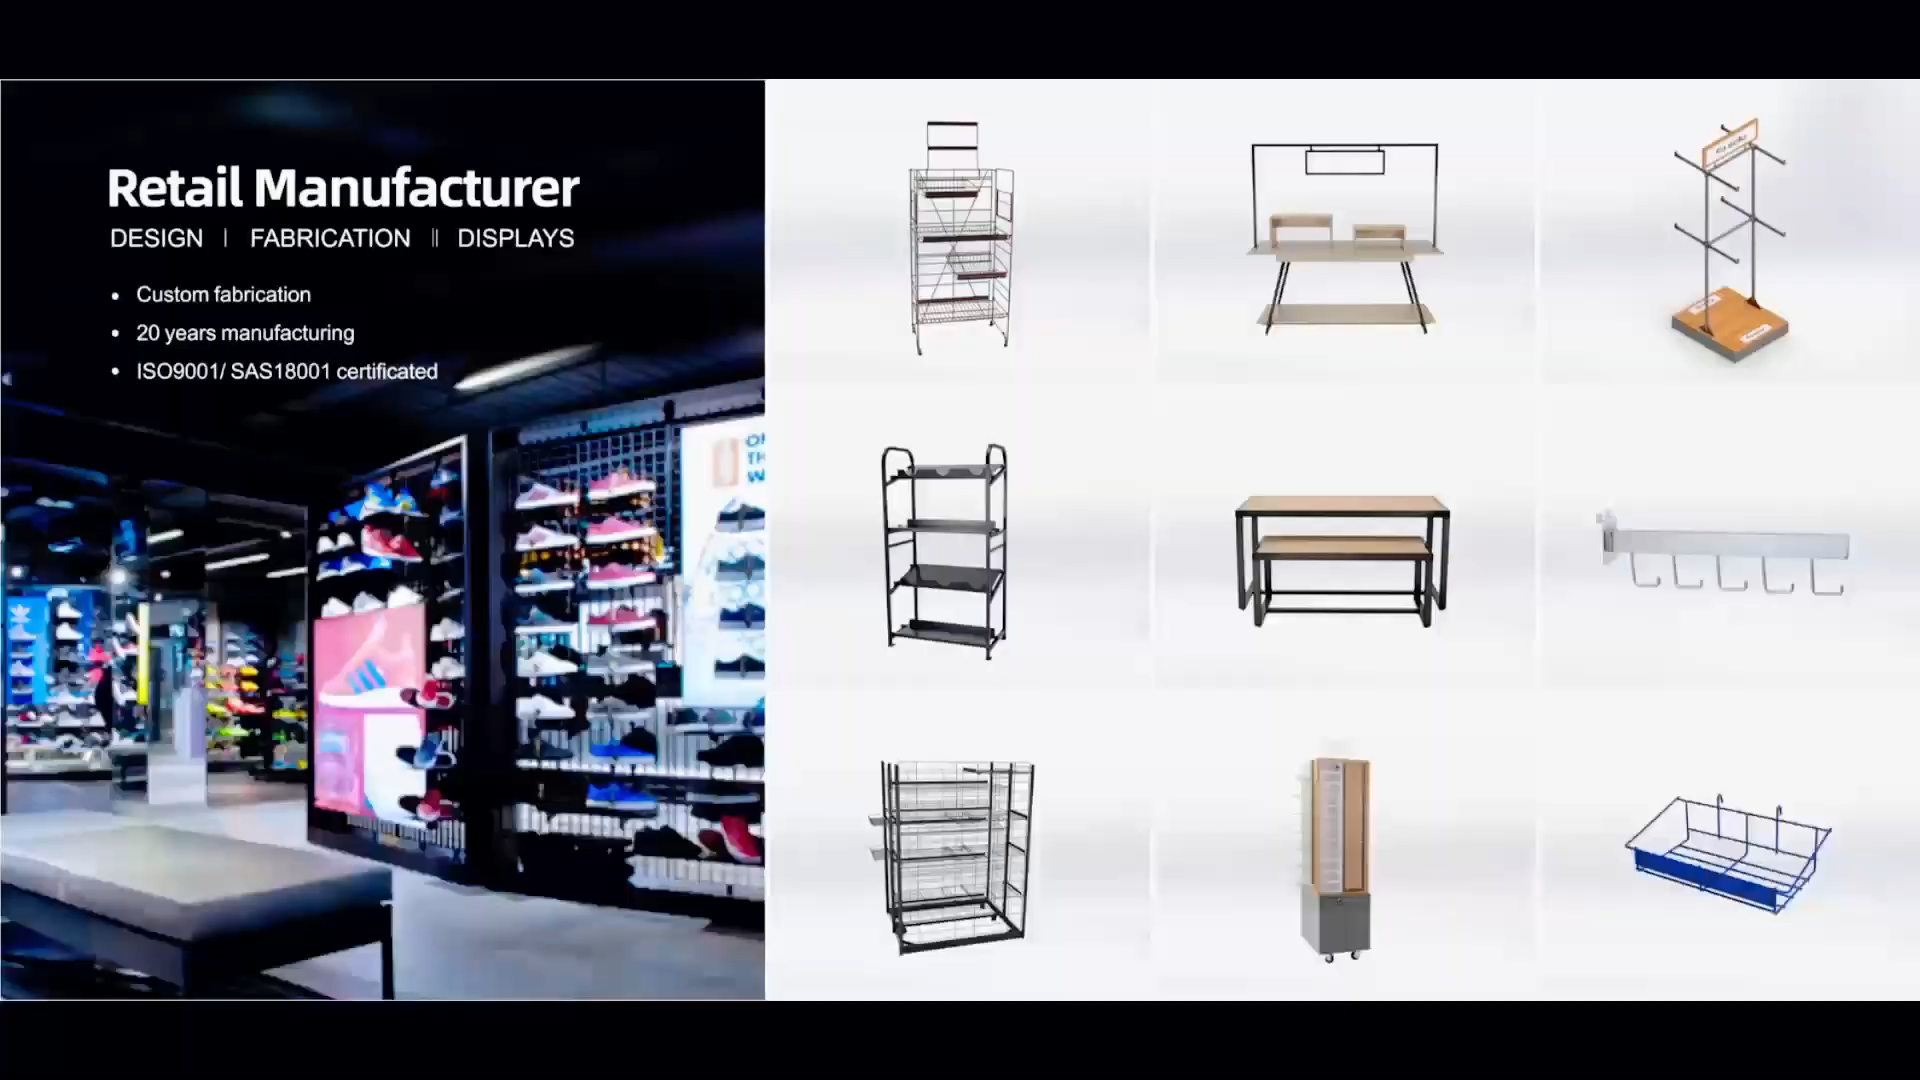 Retail Manufacturer
DESIGN | FABRICATION || DISPLAYS
• Custom fabrication
• 20 years manufacturing
• ISO9001/ SAS18001 certificated